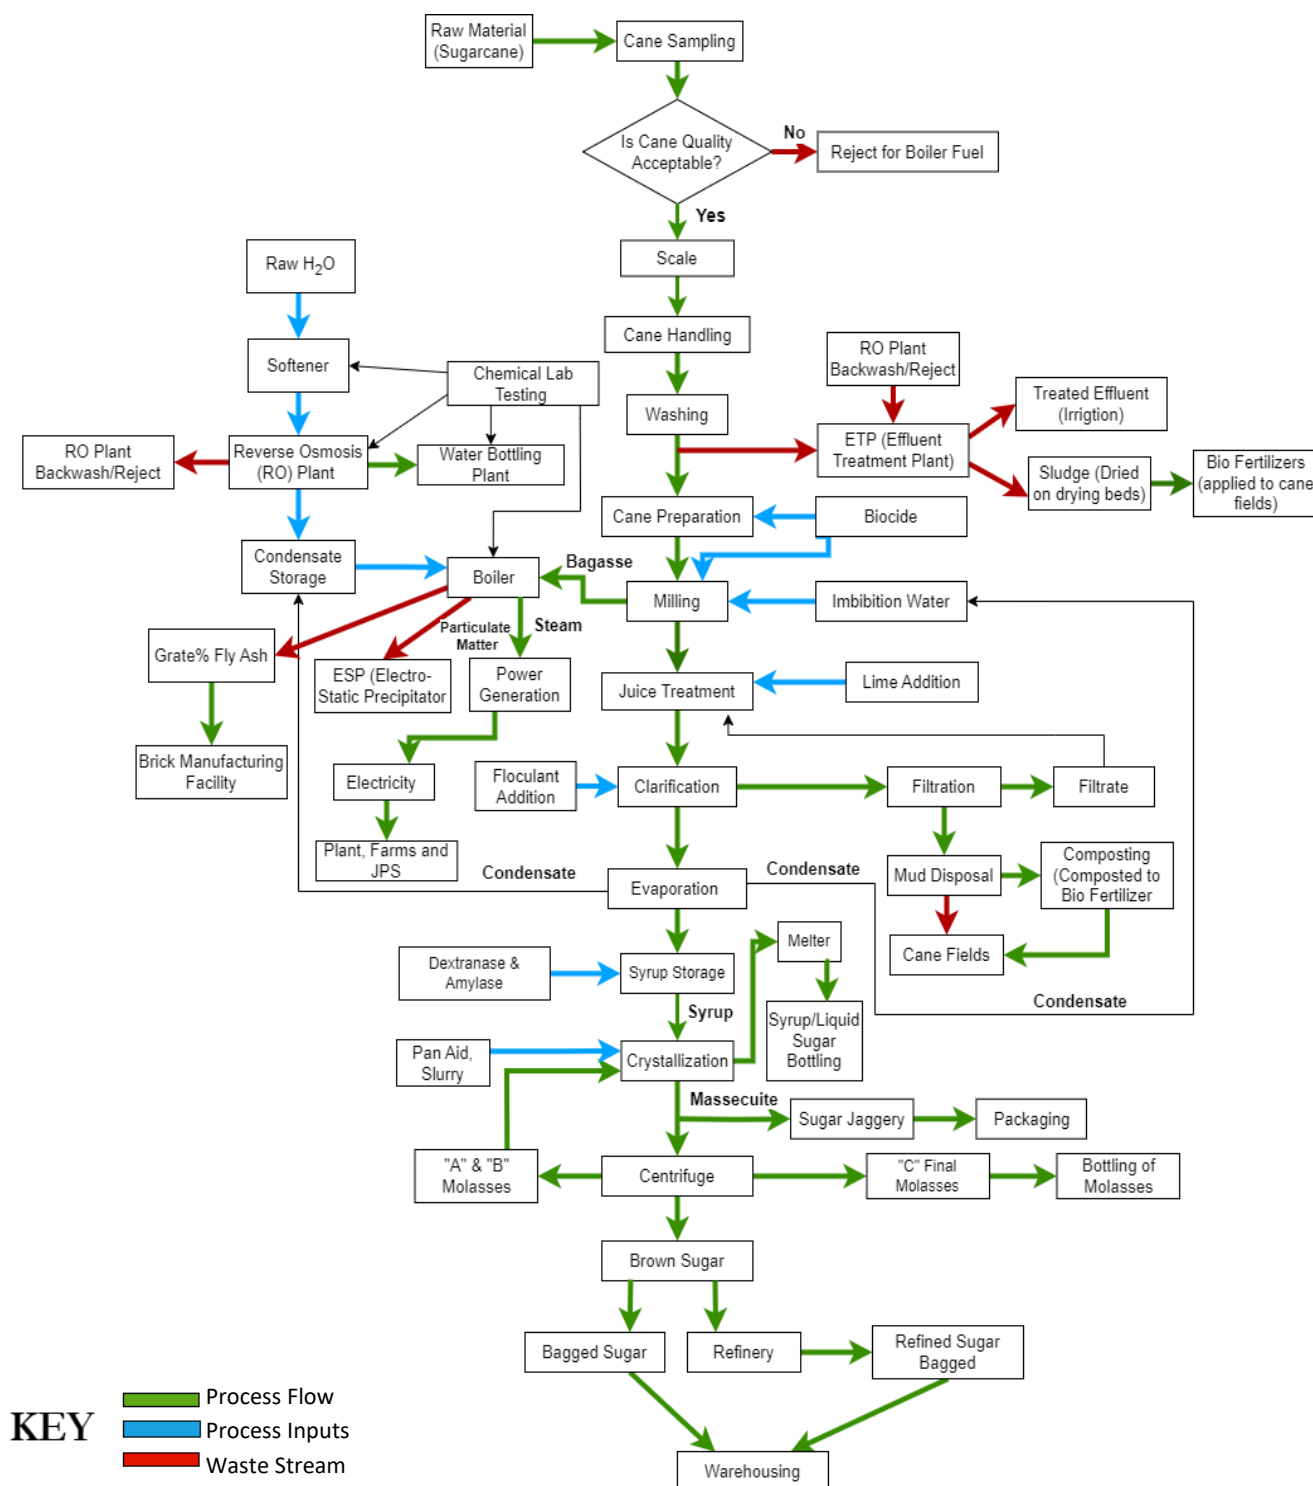 Raw Material
(Sugarcane)
Cane Sampling
Is Cane Quality
Acceptable?
No
Reject for Boiler Fuel
Yes
Scale
Raw H2O
Cane Handling
Softener
Chemical Lab
Testing
RO Plant
Backwash/Reject
Treated Effluent
(Irrigtion)
Washing
RO Plant
Backwash/Reject
Reverse Osmosis
(RO) Plant
Water Bottling
Plant
ETP (Effluent
Treatment Plant)
Sludge (Dried
on drying beds)
Bio Fertilizers
(applied to cane
fields)
Cane Preparation
Biocide
Condensate
Storage
Boiler
Bagasse
Milling
Imbibition Water
Particulate
Matter
Steam
Grate% Fly Ash
ESP (Electro-
Static Precipitator
Power
Generation
Juice Treatment
Lime Addition
Brick Manufacturing
Facility
Electricity
Floculant
Addition
Clarification
Filtration
Filtrate
Plant, Farms and
JPS
Condensate
Evaporation
Condensate
Mud Disposal
Composting
(Composted to
Bio Fertilizer
Melter
Cane Fields
Dextranase &
Amylase
Syrup Storage
Condensate
Syrup
Syrup/Liquid
Sugar
Bottling
Pan Aid,
Slurry
Crystallization
Massecuite
Sugar Jaggery
Packaging
"A" & "B"
Molasses
Centrifuge
"C" Final
Molasses
Bottling of
Molasses
Brown Sugar
Bagged Sugar
Refinery
Refined Sugar
Bagged
KEY
Process Flow
Process Inputs
Waste Stream
Warehousing